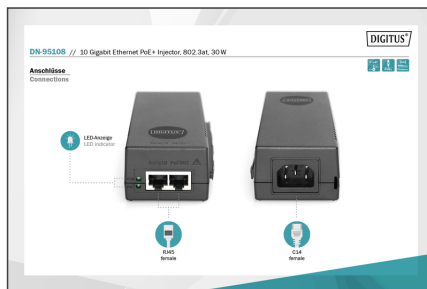 DIGITUS®
DN-95108 // 10 Gigabit Ethernet PoE+ Injector, 802.3at, 30 W
Anschlüsse
Connections
LED-Anzeige
LED indicator
DIGITUS
RJ45
female
C14
female